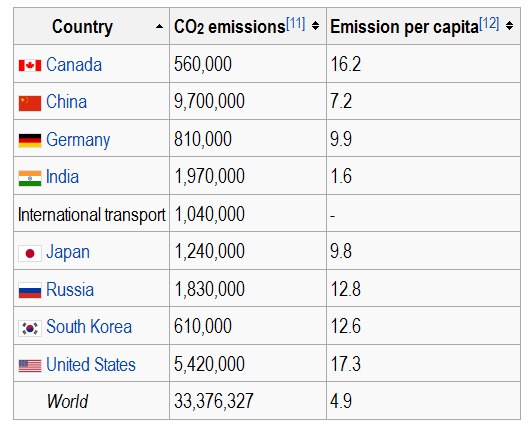 Country CO2 emissions[11] Emission per capita[12]
Canada 560,000 16.2
China 9,700,000 7.2
Germany 810,000 9.9
India 1,970,000 1.6
International transport 1,040,000 -
Japan 1,240,000 9.8
Russia 1,830,000 12.8
South Korea 610,000 12.6
United States 5,420,000 17.3
World 33,376,327 4.9